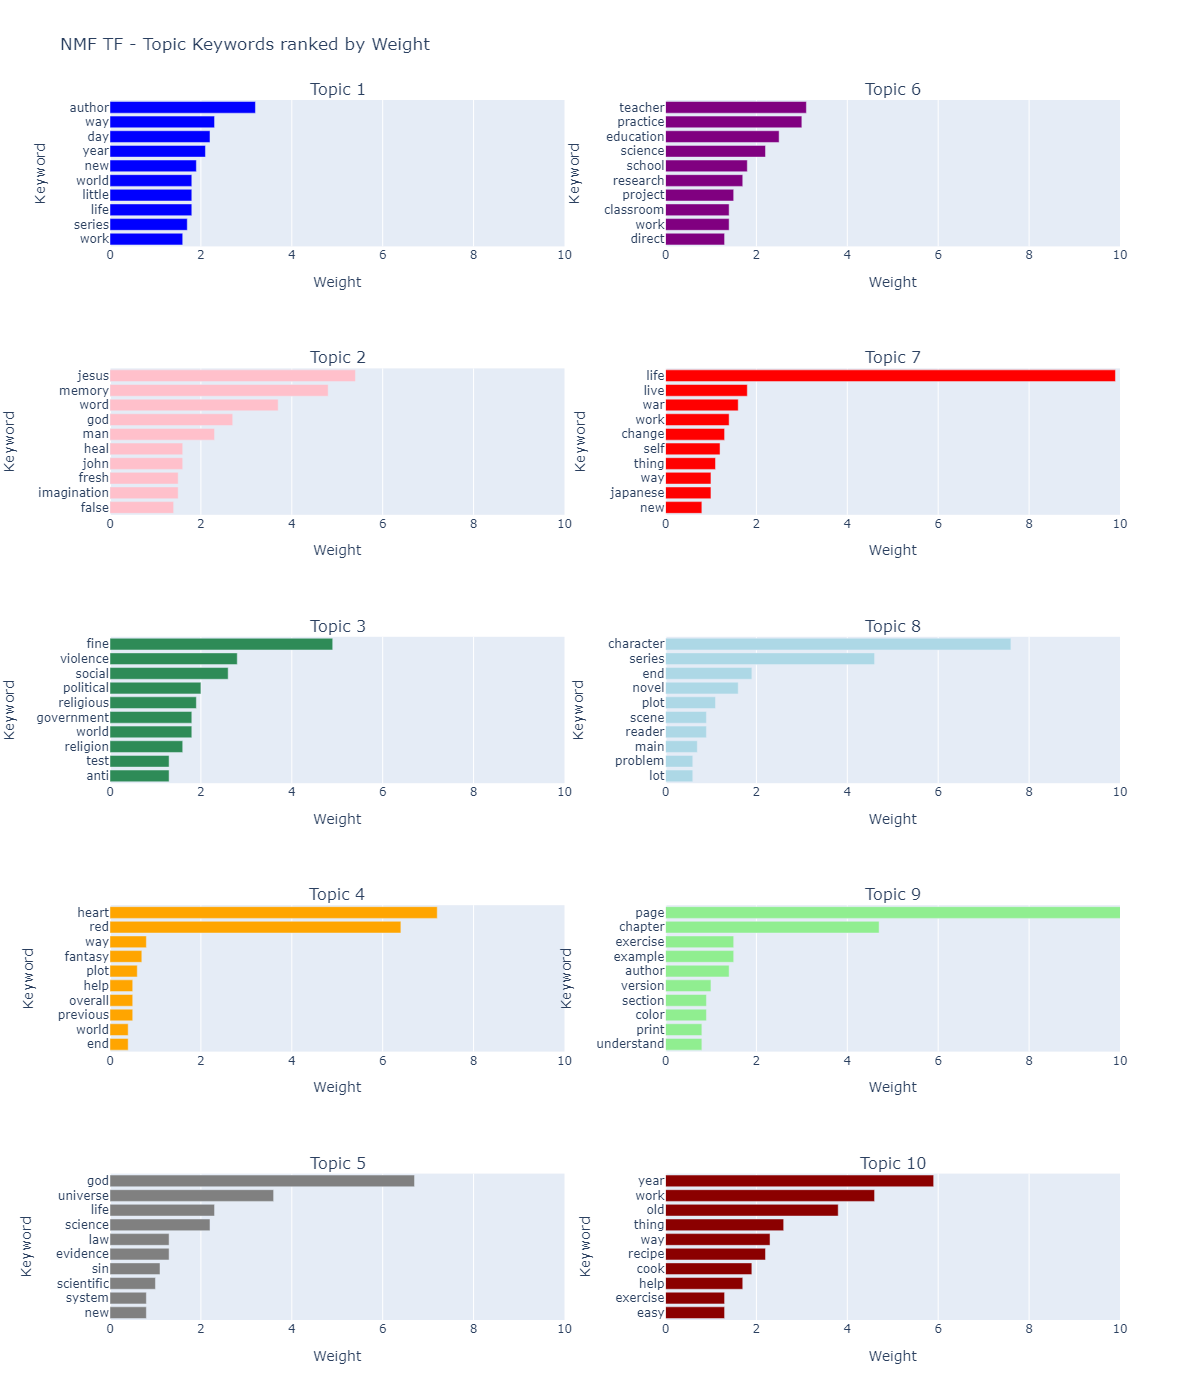 NMF TF - Topic Keywords ranked by Weight
Topic 1
Keyword
author
way
day
year
new
world
little
life
series
work
0 2 4 6 8 10
Weight
Topic 6
Keyword
teacher
practice
education
science
school
research
project
classroom
work
direct
0 2 4 6 8 10
Weight
Topic 2
Keyword
jesus
memory
word
god
man
heal
john
fresh
imagination
false
0 2 4 6 8 10
Weight
Topic 7
Keyword
life
live
war
work
change
self
thing
way
japanese
new
0 2 4 6 8 10
Weight
Topic 3
Keyword
fine
violence
social
political
religious
government
world
religion
test
anti
0 2 4 6 8 10
Weight
Topic 8
Keyword
character
series
end
novel
plot
scene
reader
main
problem
lot
0 2 4 6 8 10
Weight
Topic 4
Keyword
heart
red
way
fantasy
plot
help
overall
previous
world
end
0 2 4 6 8 10
Weight
Topic 9
Keyword
page
chapter
exercise
example
author
version
section
color
print
understand
0 2 4 6 8 10
Weight
Topic 5
Keyword
god
universe
life
science
law
evidence
sin
scientific
system
new
0 2 4 6 8 10
Weight
Topic 10
Keyword
year
work
old
thing
way
recipe
cook
help
exercise
easy
0 2 4 6 8 10
Weight